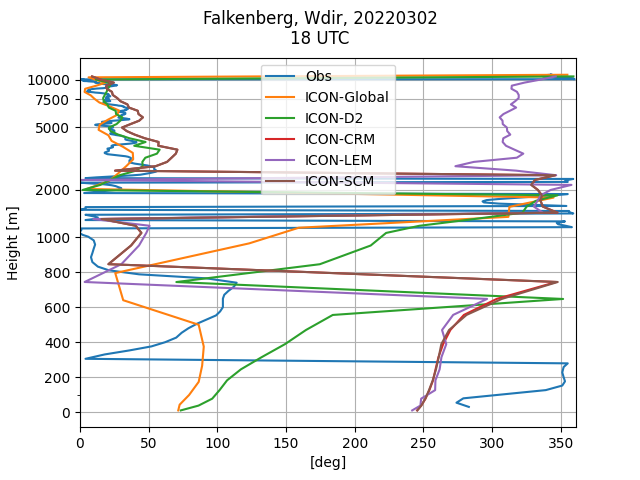 Falkenberg, Wdir, 20220302
18 UTC
Obs
ICON-Global
ICON-D2
ICON-CRM
ICON-LEM
ICON-SCM
Height [m]
10000
7500
5000
2000
1000
800
600
400
200
0
0 50 100 150 200 250 300 350
[deg]